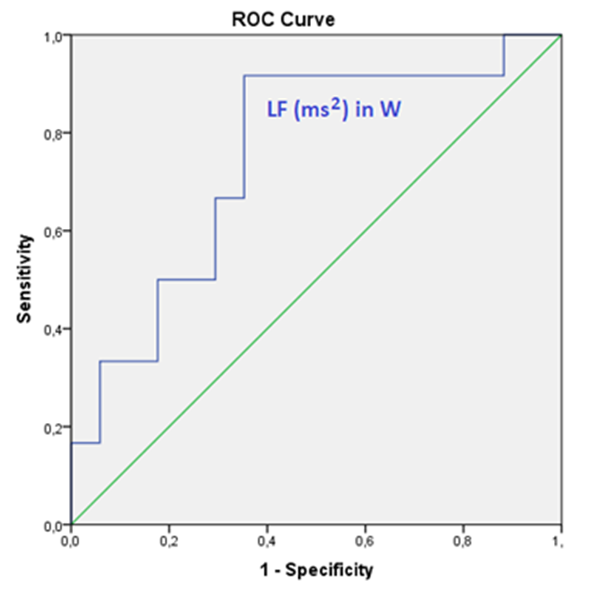 ROC Curve
1,0
LF (ms²) in W
0,8
0,6
Sensitivity
0,4
0,2
0,0
0,0 0,2 0,4 0,6 0,8 1,
1 - Specificity